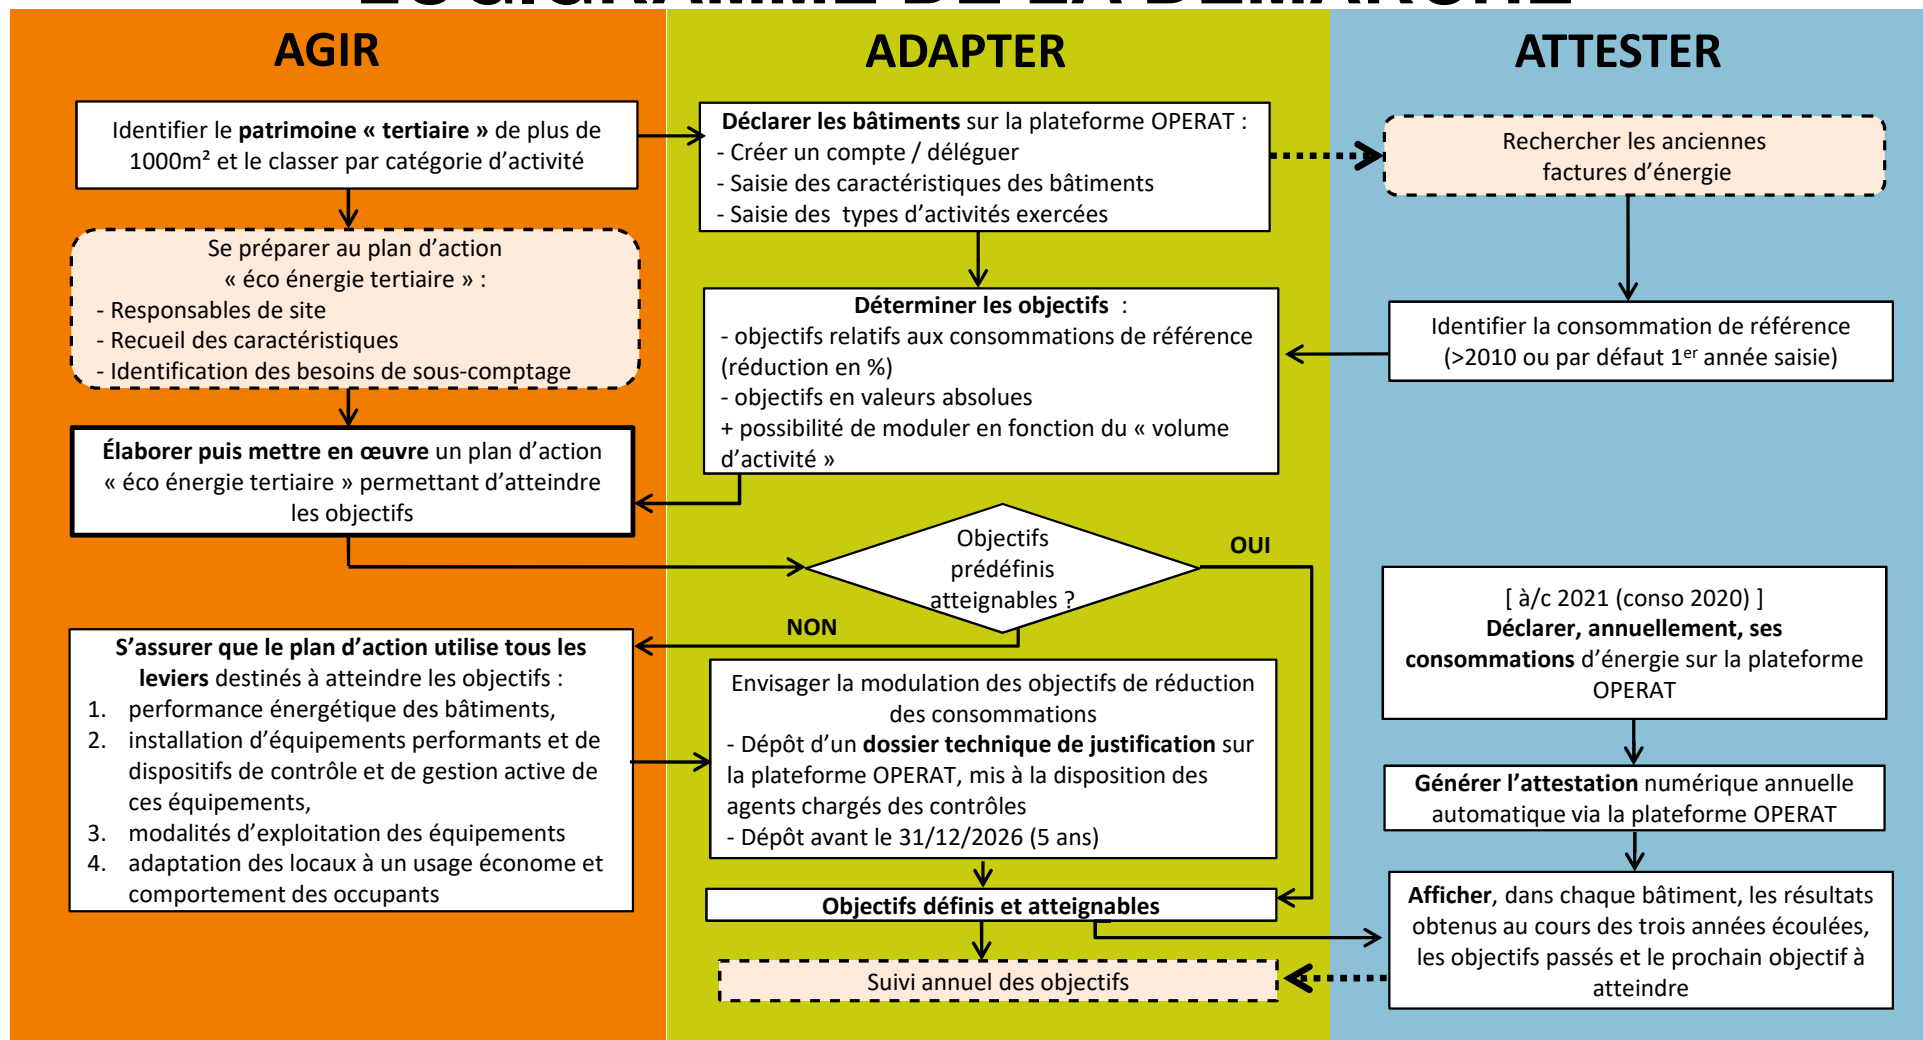 LOGIGRAMME DE LA DEMARCHE
AGIR
Identifier le patrimoine « tertiaire » de plus de
1000m² et le classer par catégorie d’activité
Se préparer au plan d’action
« éco énergie tertiaire » :
- Responsables de site
- Recueil des caractéristiques
- Identification des besoins de sous-comptage
Élaborer puis mettre en œuvre un plan d’action
« éco énergie tertiaire » permettant d’atteindre
les objectifs
S’assurer que le plan d’action utilise tous les
leviers destinés à atteindre les objectifs :
1. performance énergétique des bâtiments,
2. installation d’équipements performants et de
dispositifs de contrôle et de gestion active de
ces équipements,
3. modalités d’exploitation des équipements
4. adaptation des locaux à un usage économe et
comportement des occupants
ADAPTER
Déclarer les bâtiments sur la plateforme OPERAT :
- Créer un compte / déléguer
- Saisie des caractéristiques des bâtiments
- Saisie des types d’activités exercées
Déterminer les objectifs :
- objectifs relatifs aux consommations de référence
(réduction en %)
- objectifs en valeurs absolues
+ possibilité de moduler en fonction du « volume
d’activité »
Objectifs
prédéfinis
atteignables ?
OUI
NON
Envisager la modulation des objectifs de réduction
des consommations
- Dépôt d’un dossier technique de justification sur
la plateforme OPERAT, mis à la disposition des
agents chargés des contrôles
- Dépôt avant le 31/12/2026 (5 ans)
Objectifs définis et atteignables
Suivi annuel des objectifs
ATTESTER
Rechercher les anciennes
factures d’énergie
Identifier la consommation de référence
(>2010 ou par défaut 1er année saisie)
[ à/c 2021 (conso 2020) ]
Déclarer, annuellement, ses
consommations d’énergie sur la plateforme
OPERAT
Générer l’attestation numérique annuelle
automatique via la plateforme OPERAT
Afficher, dans chaque bâtiment, les résultats
obtenus au cours des trois années écoulées,
les objectifs passés et le prochain objectif à
atteindre